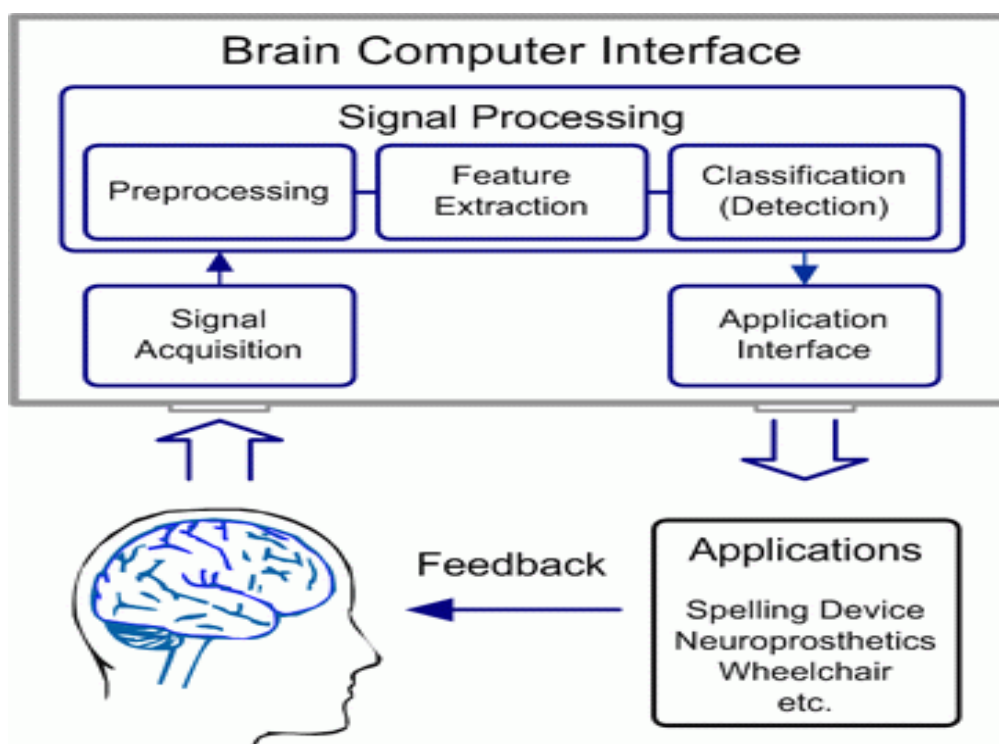 Brain Computer Interface
Signal Processing
Preprocessing
Feature
Extraction
Classification
(Detection)
Signal
Acquisition
Application
Interface
Feedback
Applications
Spelling Device
Neuroprosthetics
Wheelchair
etc.